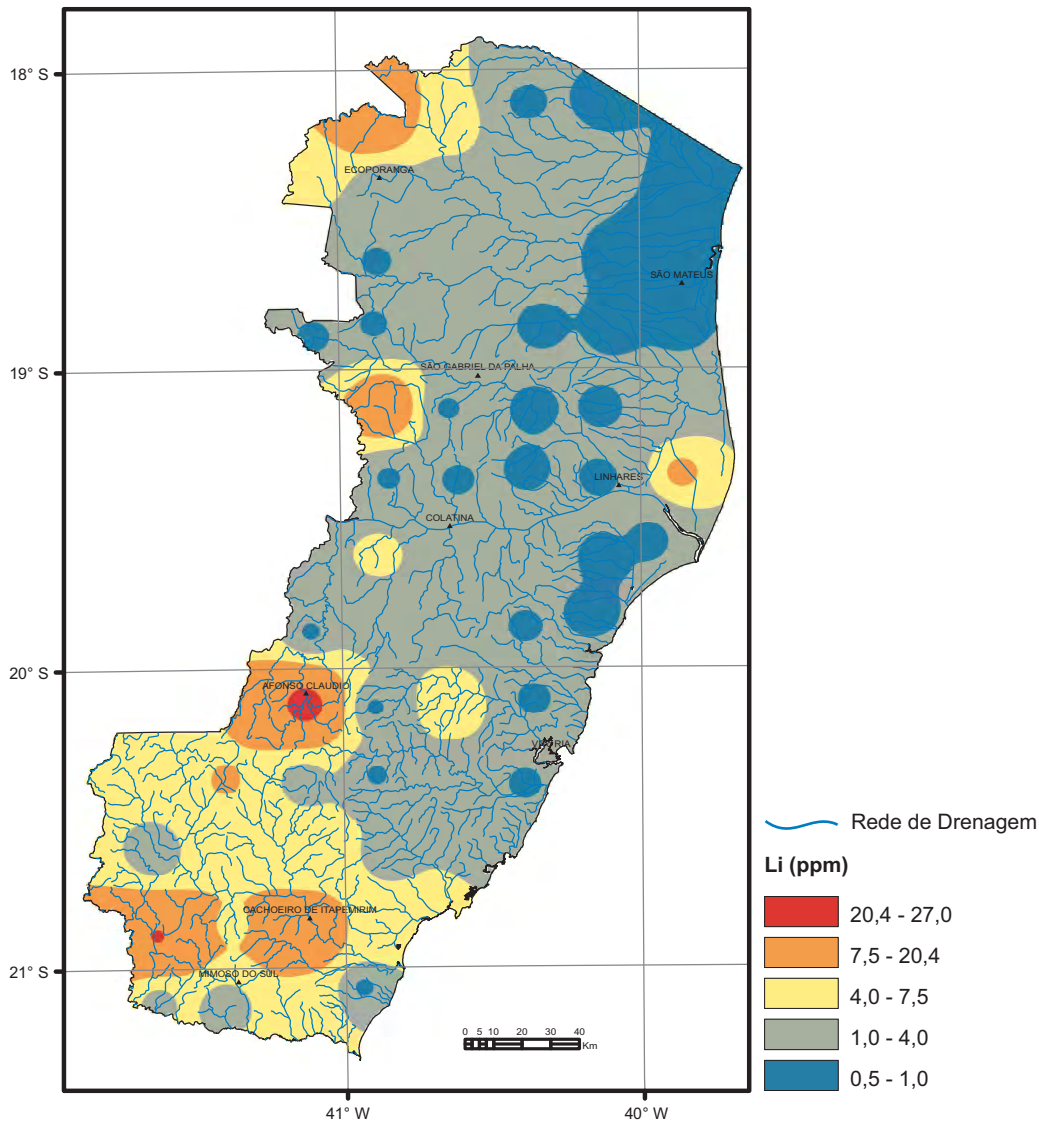 18° S
ECOPORANGA
SÃO MATEUS
19° S
SÃO GABRIEL DA PALHA
LINHARES
COLATINA
20° S
AFONSO CLAUDIO
VITÓRIA
CACHOEIRO DE ITAPEMIRIM
21° S
MIMOSO DO SUL
0 5 10 20 30 40
Km
41° W
40° W
Rede de Drenagem
Li (ppm)
20,4 - 27,0
7,5 - 20,4
4,0 - 7,5
1,0 - 4,0
0,5 - 1,0